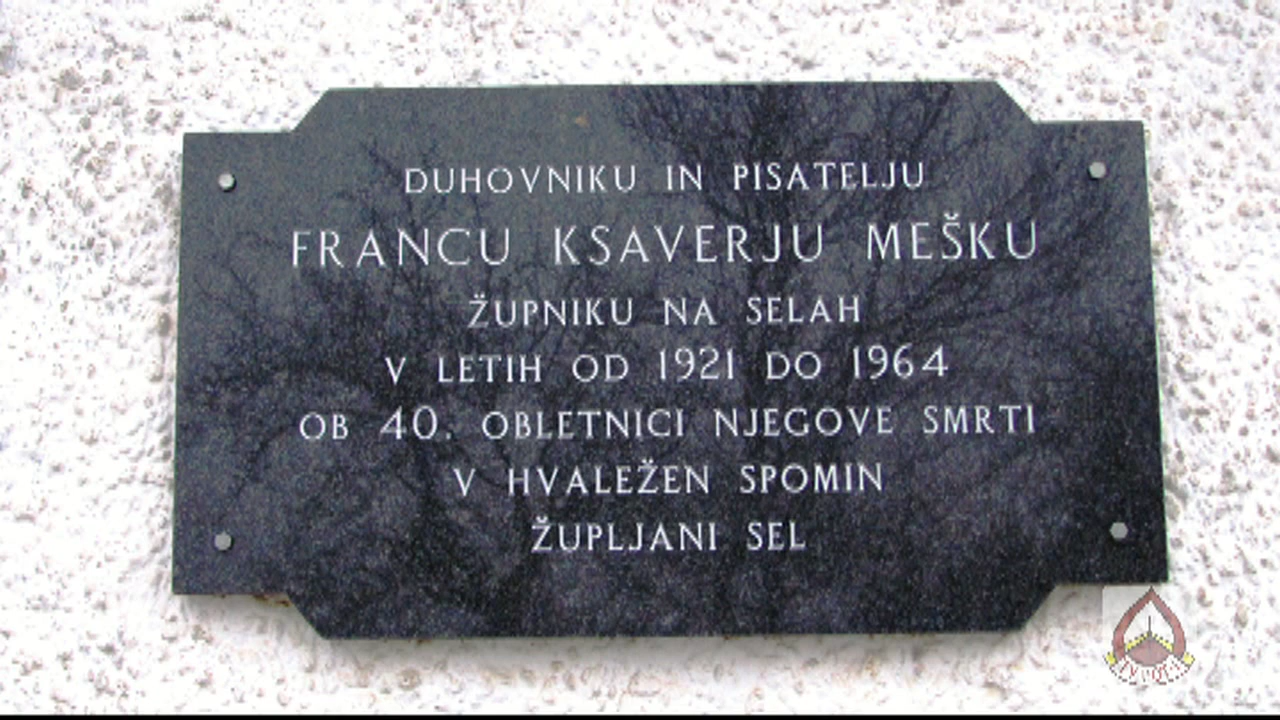 DUHOVNIKU IN PISATELJU
FRANCU KSAVERJU MEŠKU
ŽUPNIKU NA SELAH
V LETIH OD 1921 DO 1964
OB 40. OBLETNICI NJEGOVE SMRTI
V HVALEŽEN SPOMIN
ŽUPLJANI SEL